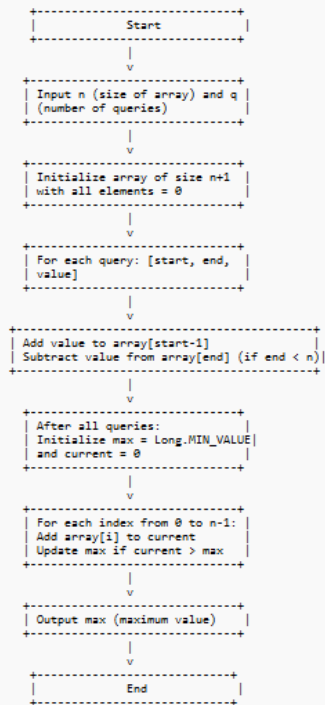 Start
Input n (size of array) and q
(number of queries)
Initialize array of size n+1
with all elements = 0
For each query: [start, end,
value]
Add value to array[start-1]
Subtract value from array[end] (if end < n)
After all queries:
Initialize max = Long.MIN_VALUE
and current = 0
For each index from 0 to n-1:
Add array[i] to current
Update max if current > max
Output max (maximum value)
End